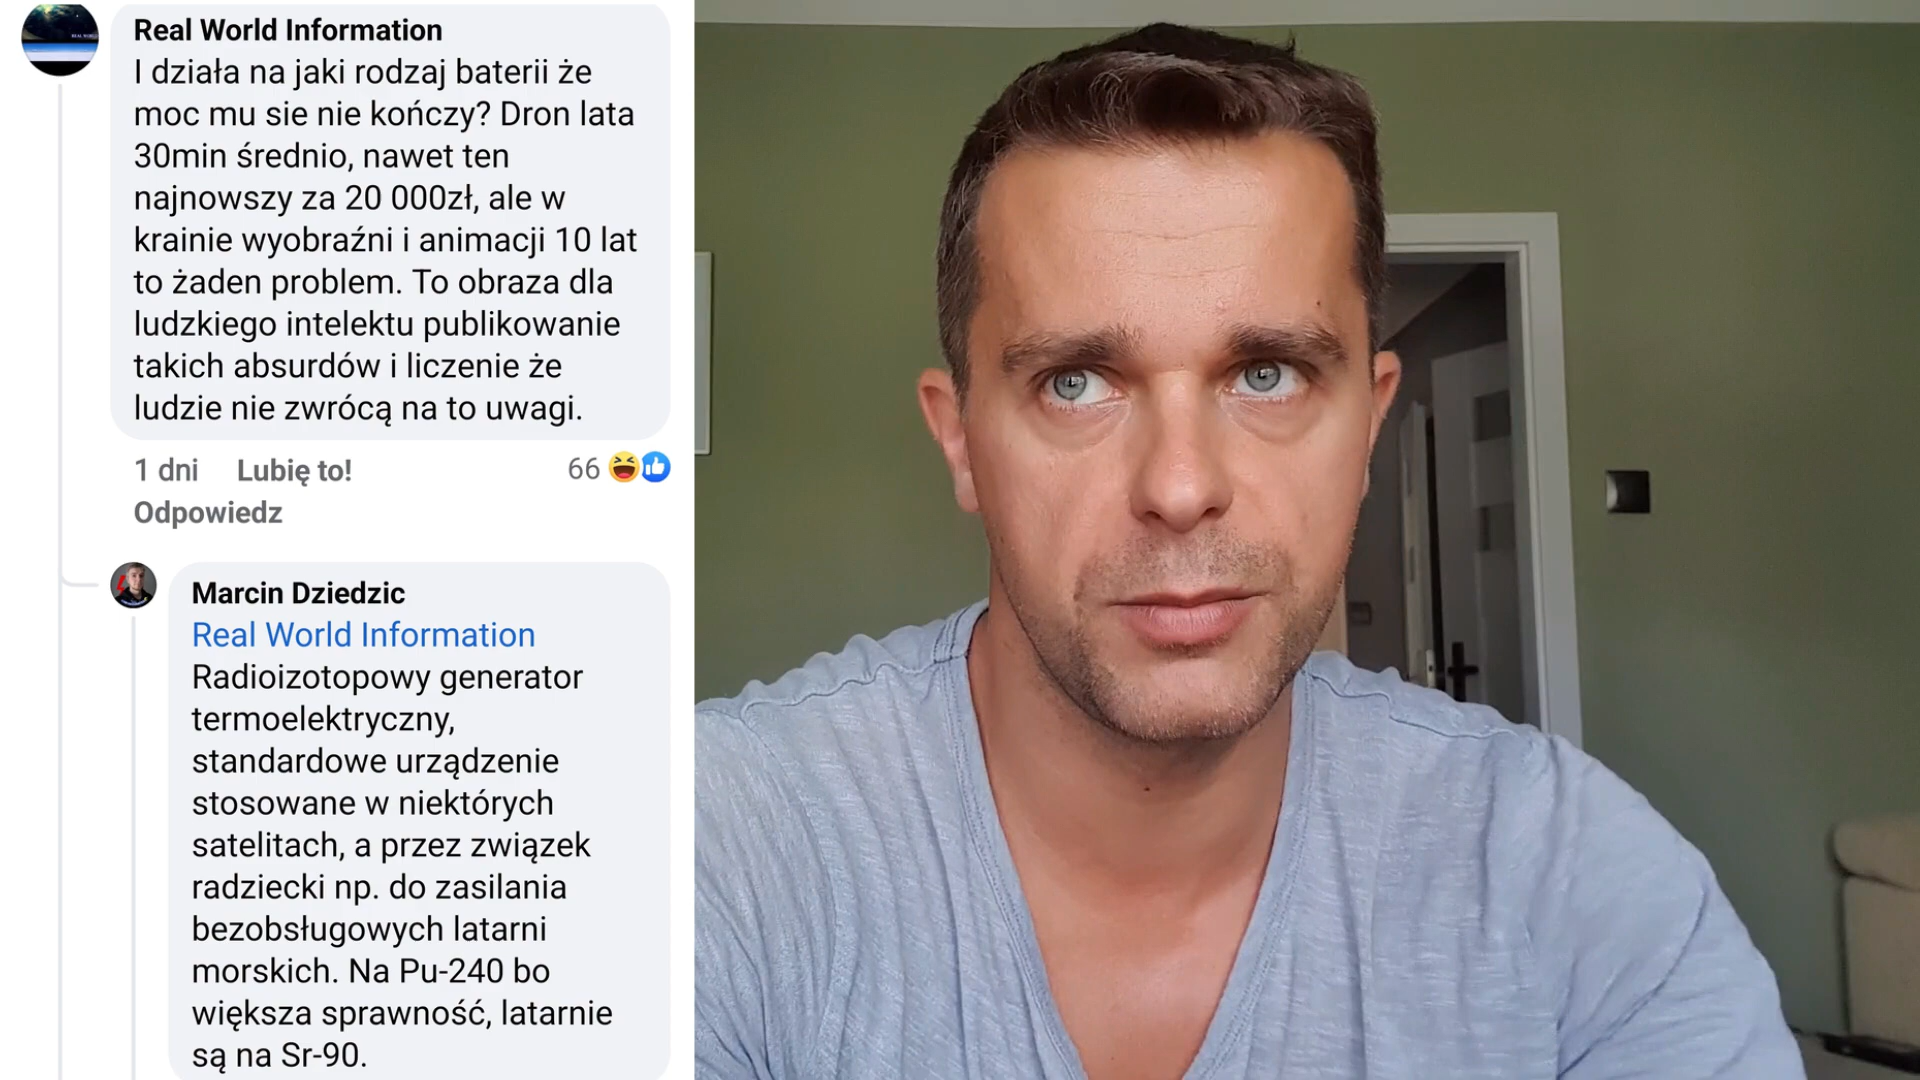 Real World Information
I działa na jaki rodzaj baterii że
moc mu sie nie kończy? Dron lata
30min średnio, nawet ten
najnowszy za 20 000zł, ale w
krainie wyobraźni i animacji 10 lat
to żaden problem. To obraza dla
ludzkiego intelektu publikowanie
takich absurdów i liczenie że
ludzie nie zwrócą na to uwagi.
1 dni Lubię to! 66
Odpowiedz
Marcin Dziedzic
Real World Information
Radioizotopowy generator
termoelektryczny,
standardowe urządzenie
stosowane w niektórych
satelitach, a przez związek
radziecki np. do zasilania
bezobsługowych latarni
morskich. Na Pu-240 bo
większa sprawność, latarnie
są na Sr-90.